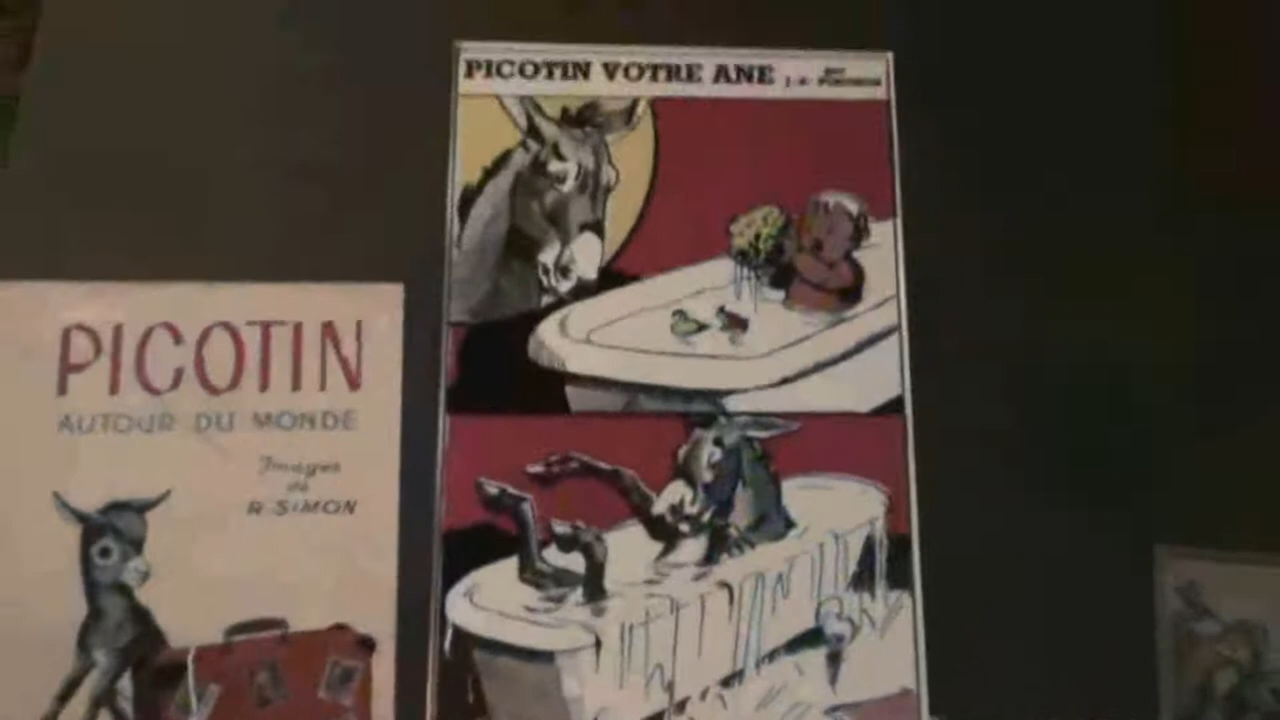 PICOTIN VOTRE ANE
PICOTIN
AUTOUR DU MONDE
Images
de
R. SIMON